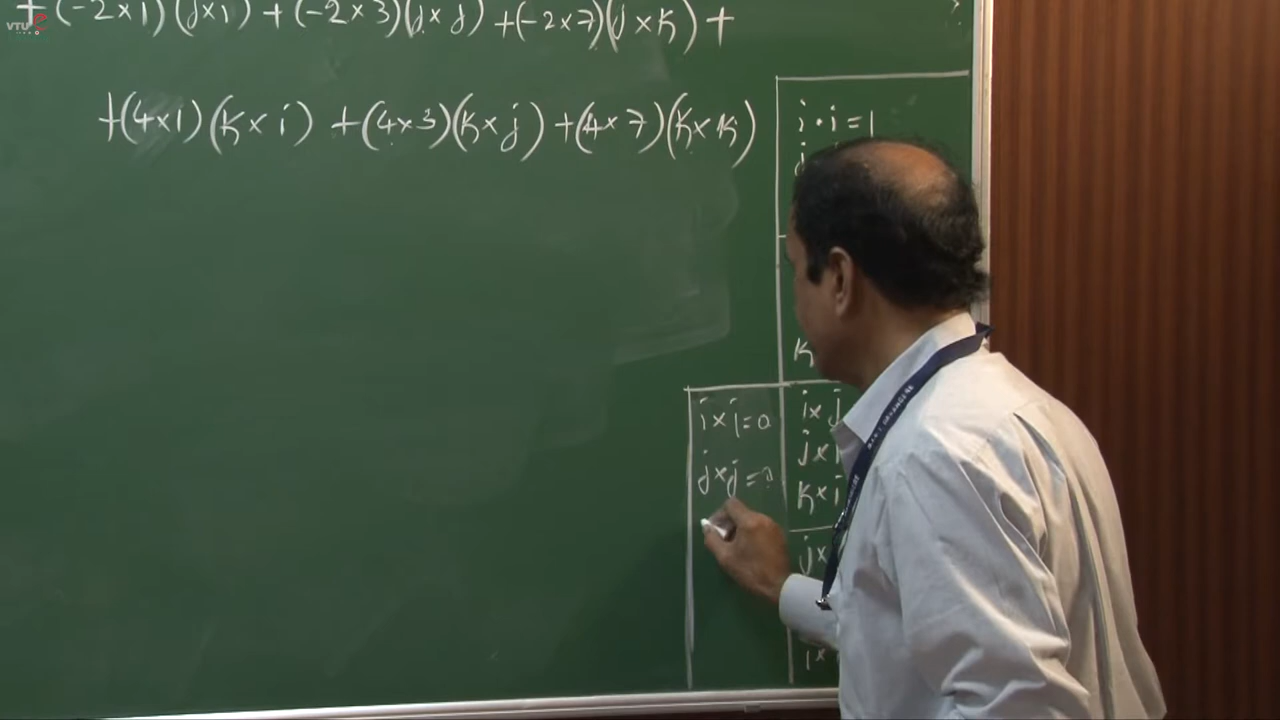 VTU e
+(-2×1)(j×i) + (-2×3)(j×j) +(-2×7)(j×k) +
+(4×1)(k×i) +(4×3)(k×j) +(4×7)(k×k)
i•i=1
j
k
i×i=0
j×j=0
i×j
j×
k×i
j×
i×